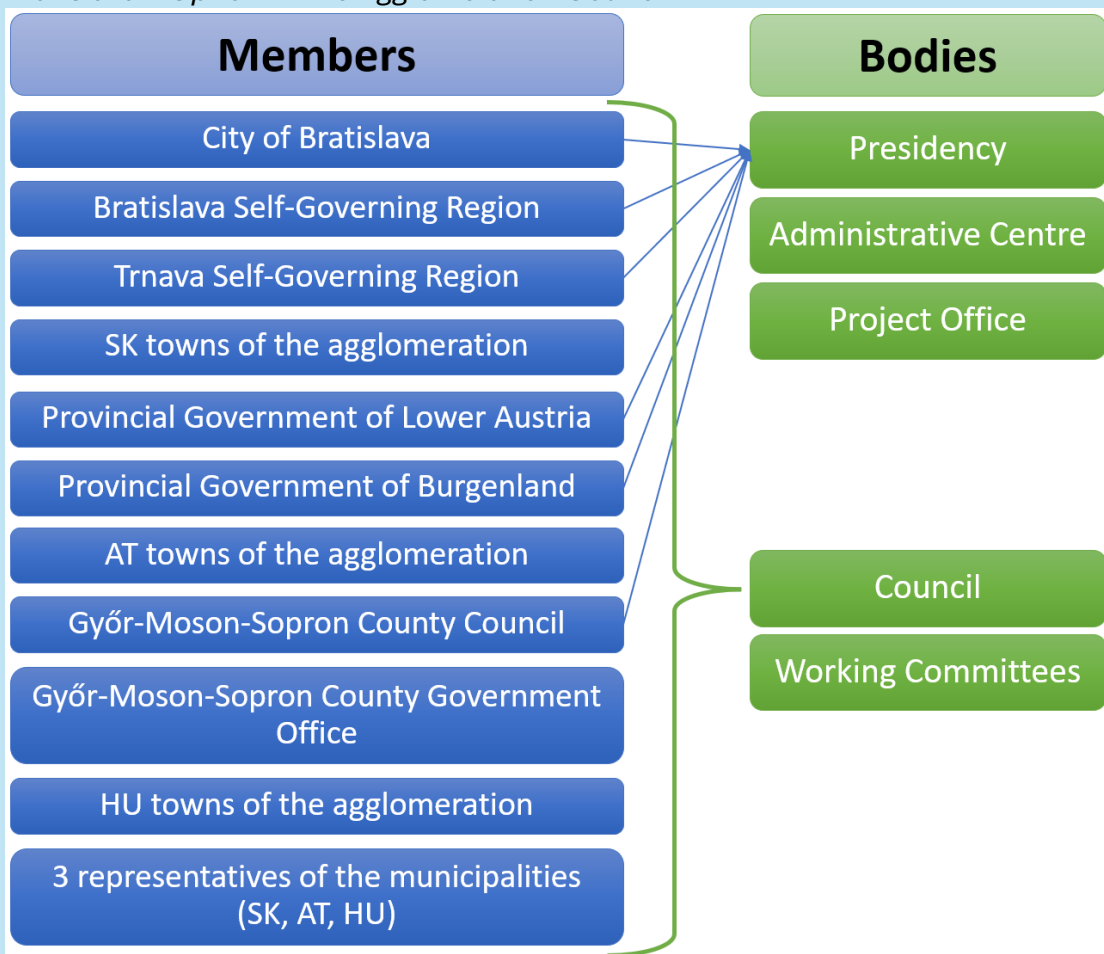 Members
City of Bratislava
Bratislava Self-Governing Region
Trnava Self-Governing Region
SK towns of the agglomeration
Provincial Government of Lower Austria
Provincial Government of Burgenland
AT towns of the agglomeration
Győr-Moson-Sopron County Council
Győr-Moson-Sopron County Government
Office
HU towns of the agglomeration
3 representatives of the municipalities
(SK, AT, HU)
Bodies
Presidency
Administrative Centre
Project Office
Council
Working Committees